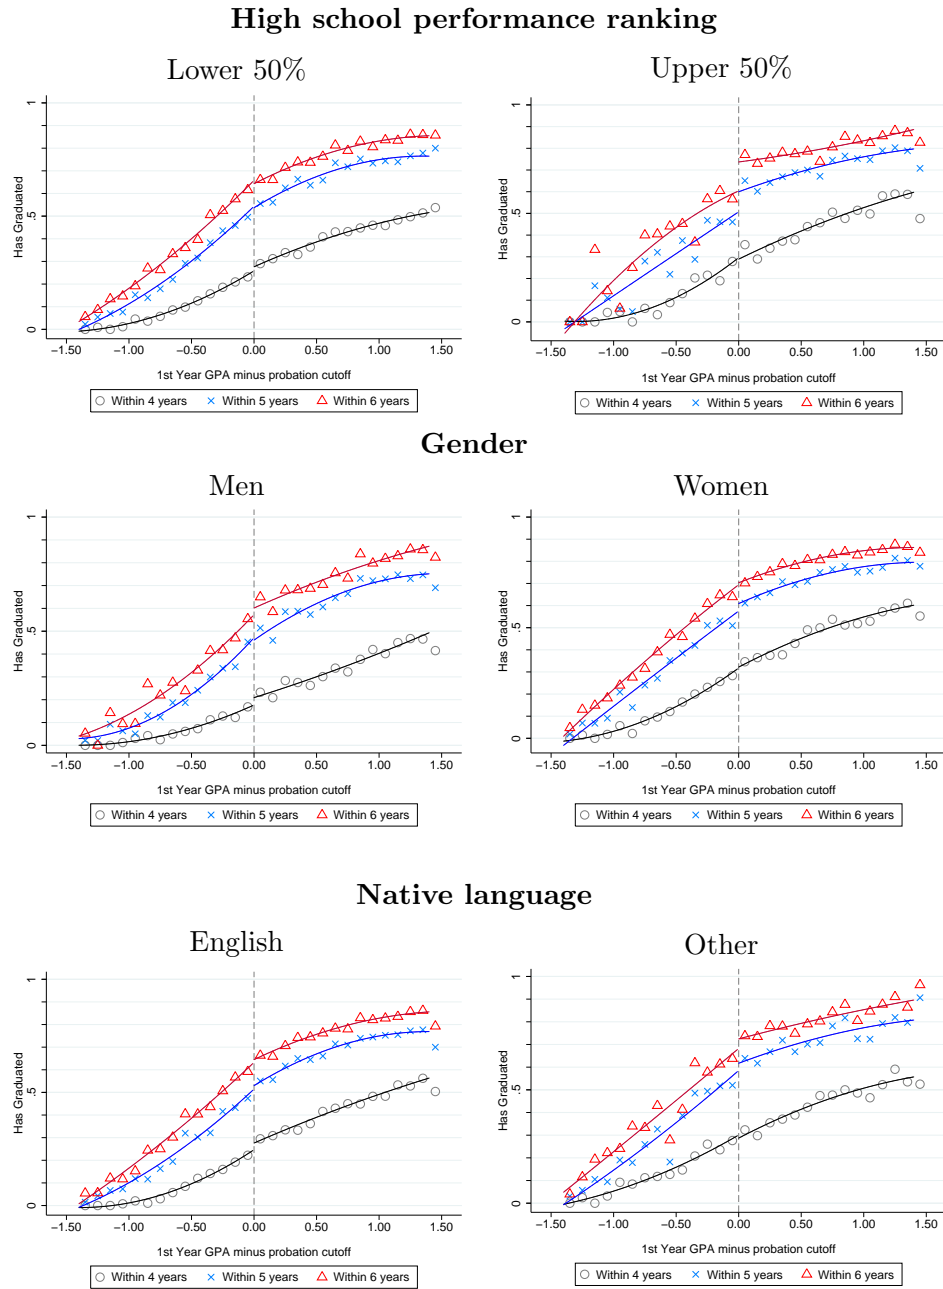 High school performance ranking
Lower 50%
Upper 50%
Has Graduated
1
.5
0
−1.50 −1.00 −0.50 0.00 0.50 1.00 1.50
1st Year GPA minus probation cutoff
Within 4 years Within 5 years Within 6 years
Has Graduated
1
.5
0
−1.50 −1.00 −0.50 0.00 0.50 1.00 1.50
1st Year GPA minus probation cutoff
Within 4 years Within 5 years Within 6 years
Gender
Men
Women
Has Graduated
1
.5
0
−1.50 −1.00 −0.50 0.00 0.50 1.00 1.50
1st Year GPA minus probation cutoff
Within 4 years Within 5 years Within 6 years
Has Graduated
1
.5
0
−1.50 −1.00 −0.50 0.00 0.50 1.00 1.50
1st Year GPA minus probation cutoff
Within 4 years Within 5 years Within 6 years
Native language
English
Other
Has Graduated
1
.5
0
−1.50 −1.00 −0.50 0.00 0.50 1.00 1.50
1st Year GPA minus probation cutoff
Within 4 years Within 5 years Within 6 years
Has Graduated
1
.5
0
−1.50 −1.00 −0.50 0.00 0.50 1.00 1.50
1st Year GPA minus probation cutoff
Within 4 years Within 5 years Within 6 years